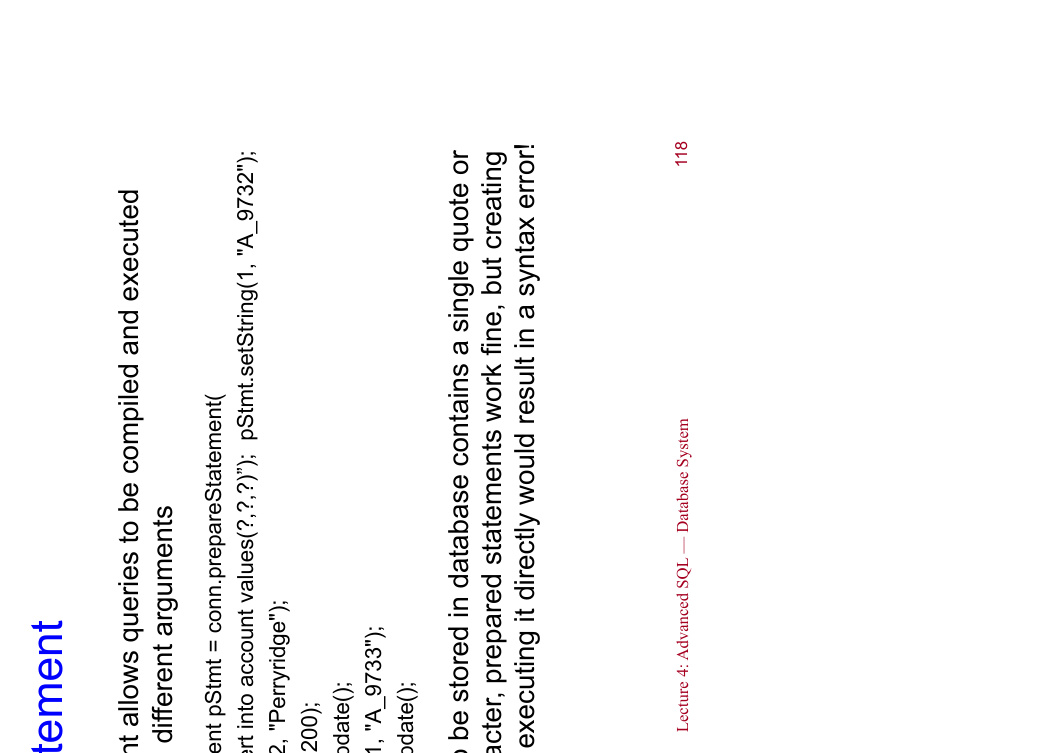 tement
nt allows queries to be compiled and executed
different arguments
ent pStmt = conn.prepareStatement(
ert into account values(?,?,?)”); pStmt.setString(1, "A_9732");
2, "Perryridge");
200);
pdate();
1, "A_9733");
pdate();
o be stored in database contains a single quote or
acter, prepared statements work fine, but creating
executing it directly would result in a syntax error!
Lecture 4: Advanced SQL — Database System
118